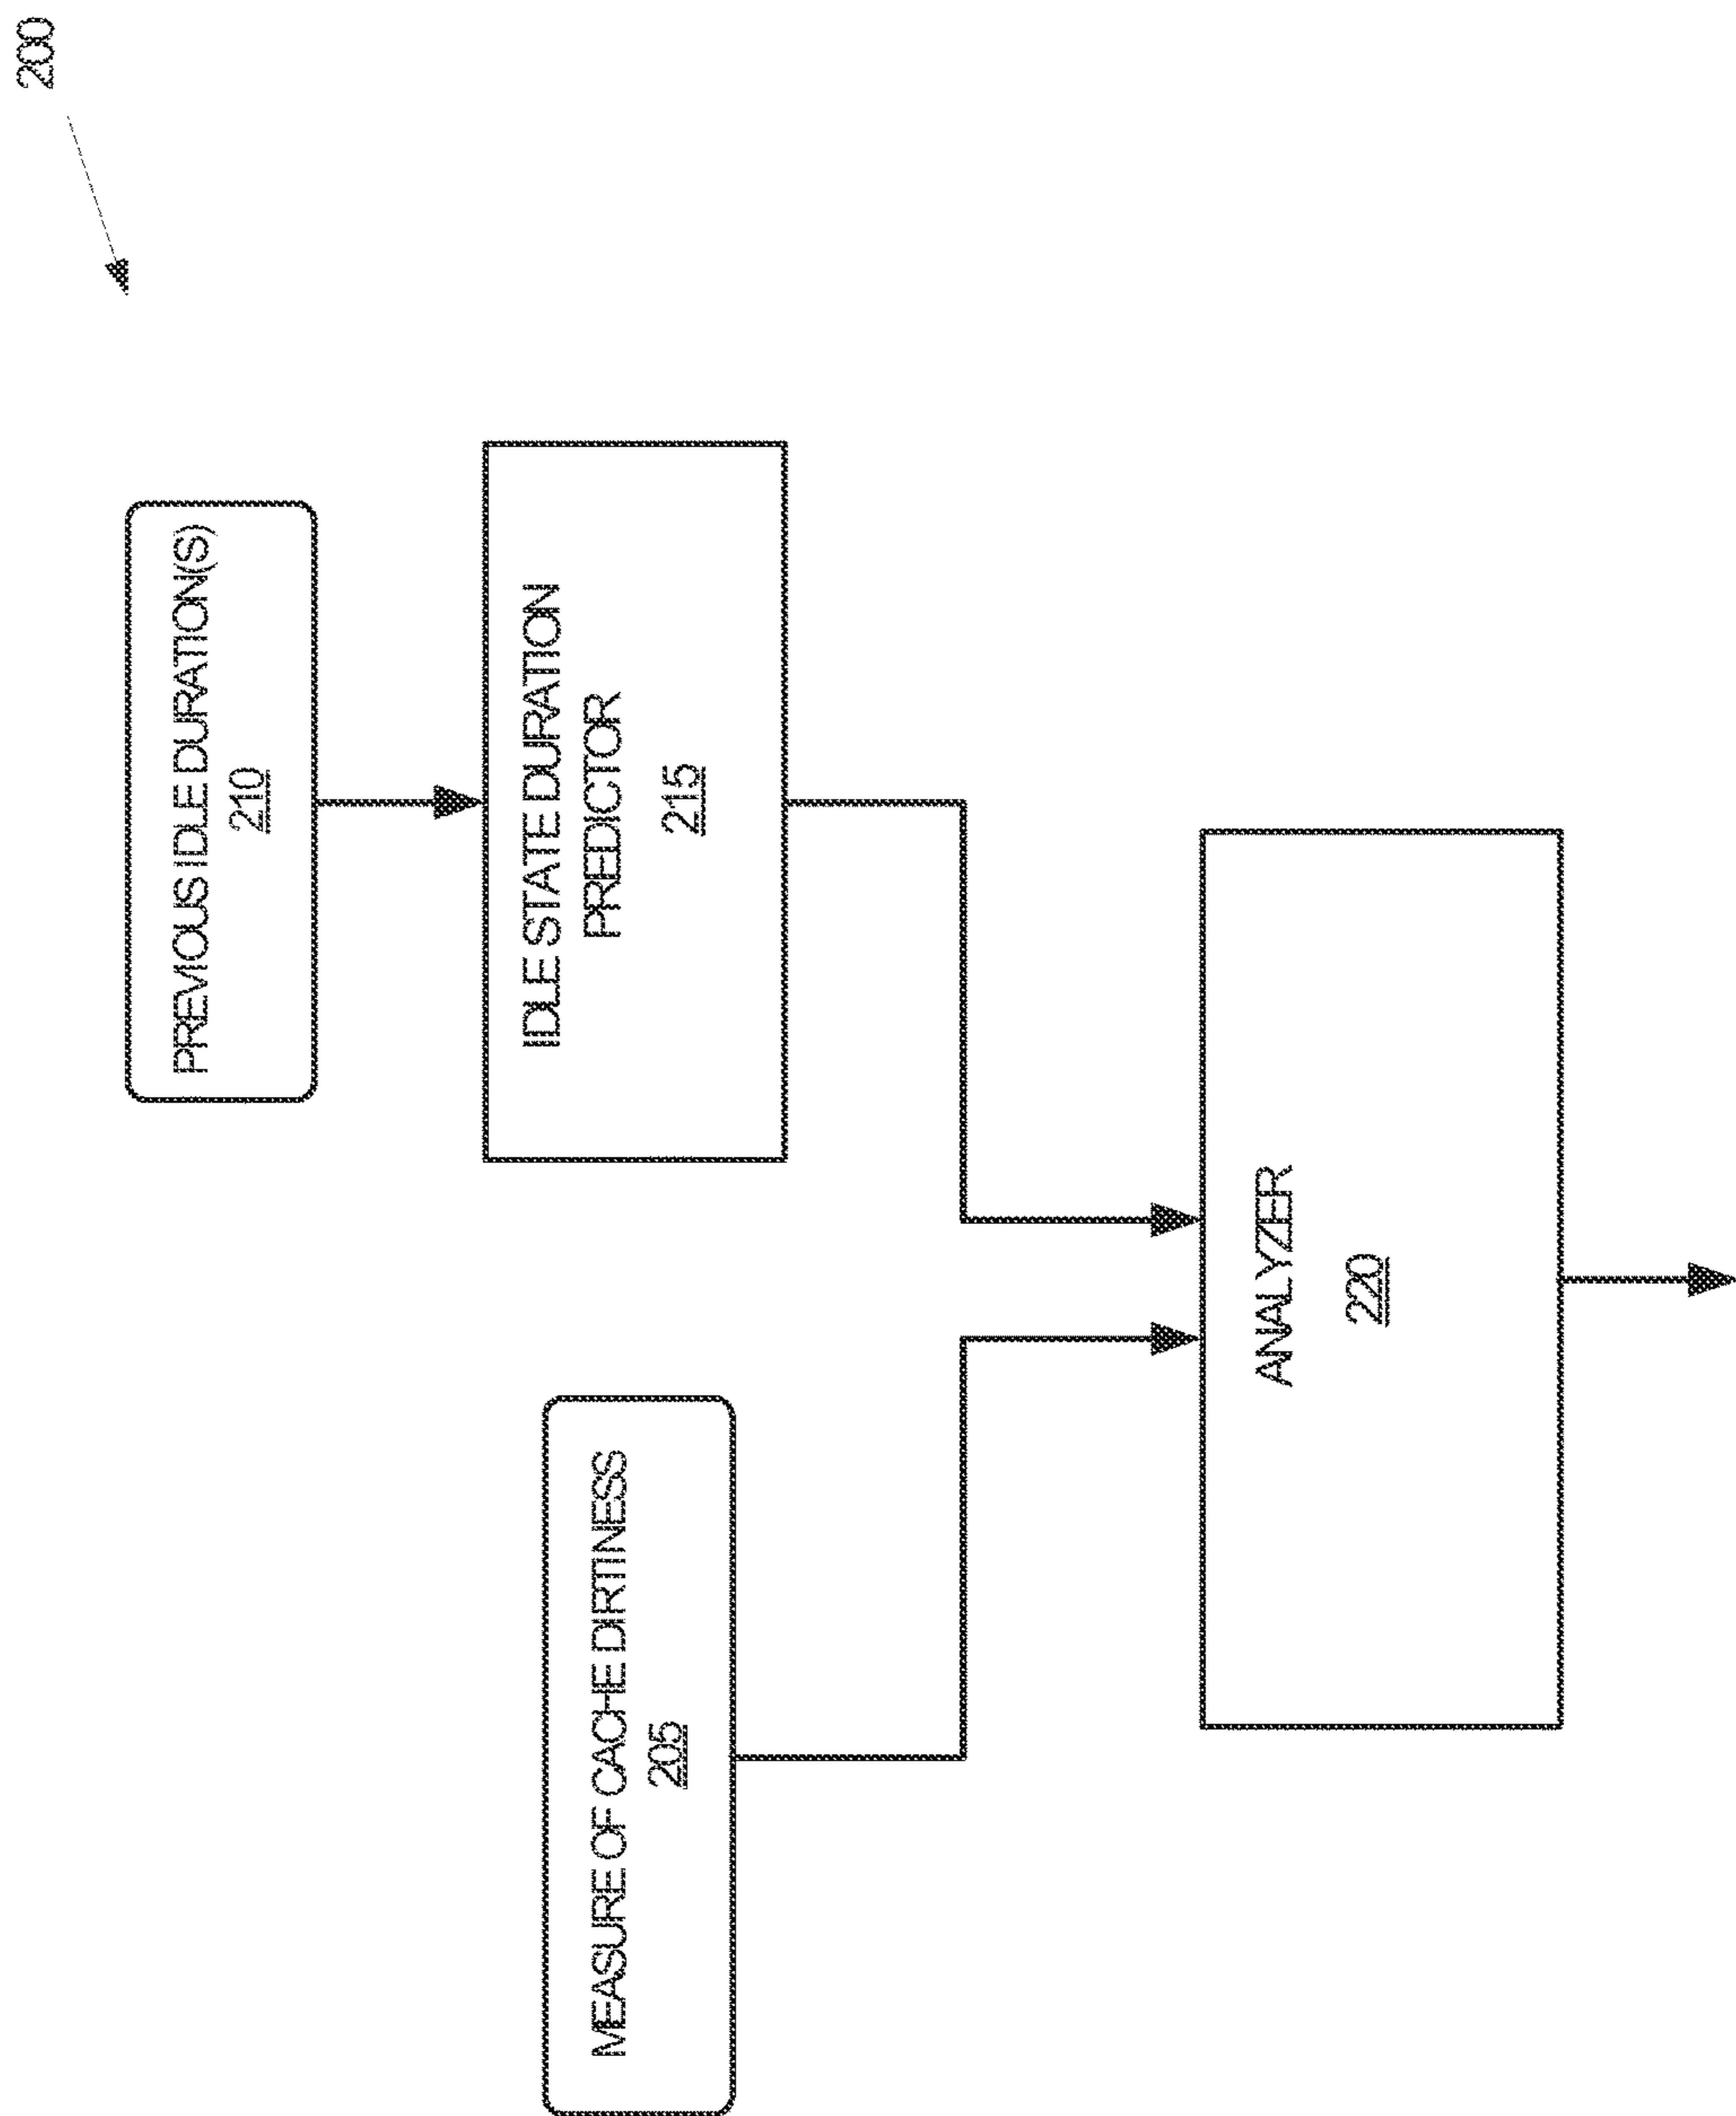 200
PREVIOUS IDLE DURATION(S)
210
IDLE STATE DURATION
PREDICTOR
215
MEASURE OF CACHE DIRTINESS
205
ANALYZER
220